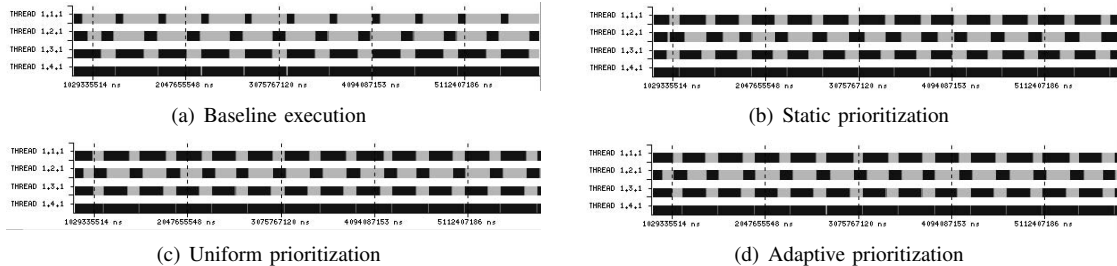 THREAD 1.1.1
THREAD 1.2.1
THREAD 1.3.1
THREAD 1.4.1
1029335514 ns 2047655548 ns 3075767120 ns 4094087153 ns 5112407186 ns
(a) Baseline execution
THREAD 1.1.1
THREAD 1.2.1
THREAD 1.3.1
THREAD 1.4.1
1029335514 ns 2047655548 ns 3075767120 ns 4094087153 ns 5112407186 ns
(b) Static prioritization
THREAD 1.1.1
THREAD 1.2.1
THREAD 1.3.1
THREAD 1.4.1
1029335514 ns 2047655548 ns 3075767120 ns 4094087153 ns 5112407186 ns
(c) Uniform prioritization
THREAD 1.1.1
THREAD 1.2.1
THREAD 1.3.1
THREAD 1.4.1
1029335514 ns 2047655548 ns 3075767120 ns 4094087153 ns 5112407186 ns
(d) Adaptive prioritization